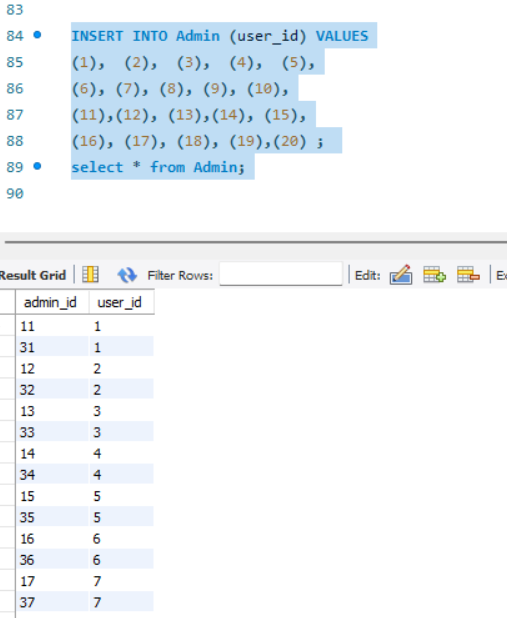 83
84 INSERT INTO Admin (user_id) VALUES
85 (1), (2), (3), (4), (5),
86 (6), (7), (8), (9), (10),
87 (11),(12), (13),(14), (15),
88 (16), (17), (18), (19),(20) ;
89 select * from Admin;
90
Result Grid Filter Rows: Edit: Ex
admin_id user_id
11 1
31 1
12 2
32 2
13 3
33 3
14 4
34 4
15 5
35 5
16 6
36 6
17 7
37 7